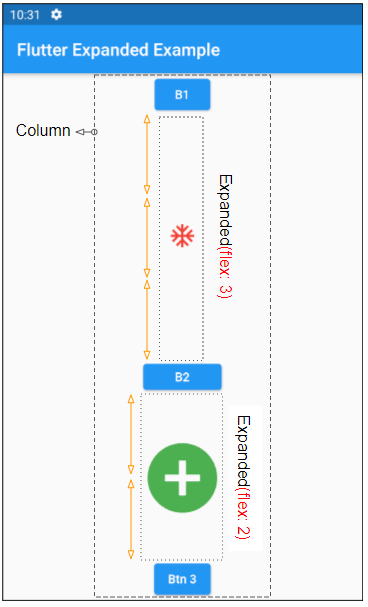 10:31
Flutter Expanded Example
B1
Column
Expanded(flex: 3)
B2
Expanded(flex: 2)
Btn 3